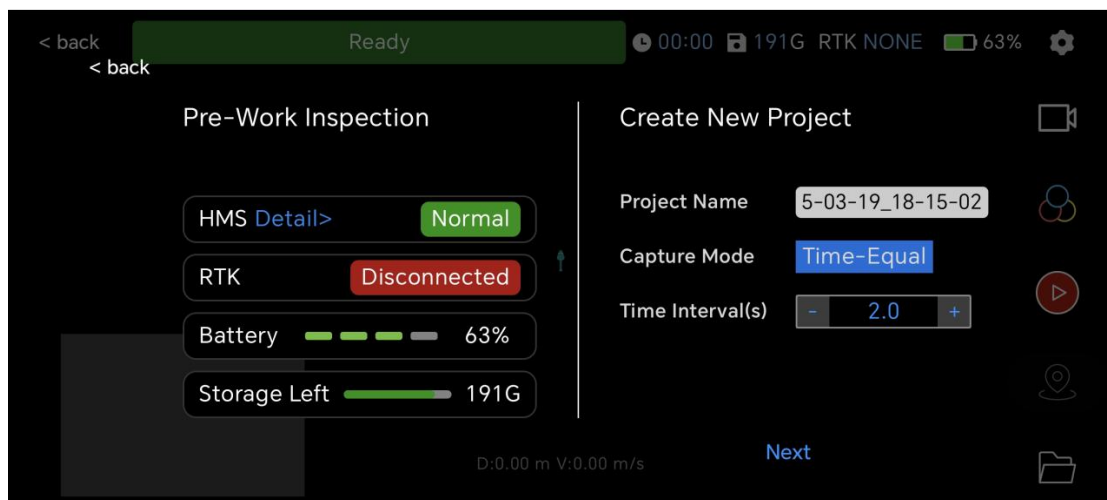 < back
Ready
00:00 191G RTK NONE 63%
< back
Pre-Work Inspection
HMS Detail> Normal
RTK Disconnected
Battery 63%
Storage Left 191G
Create New Project
Project Name 5-03-19_18-15-02
Capture Mode Time-Equal
Time Interval(s) - 2.0 +
Next
D:0.00 m V:0.00 m/s